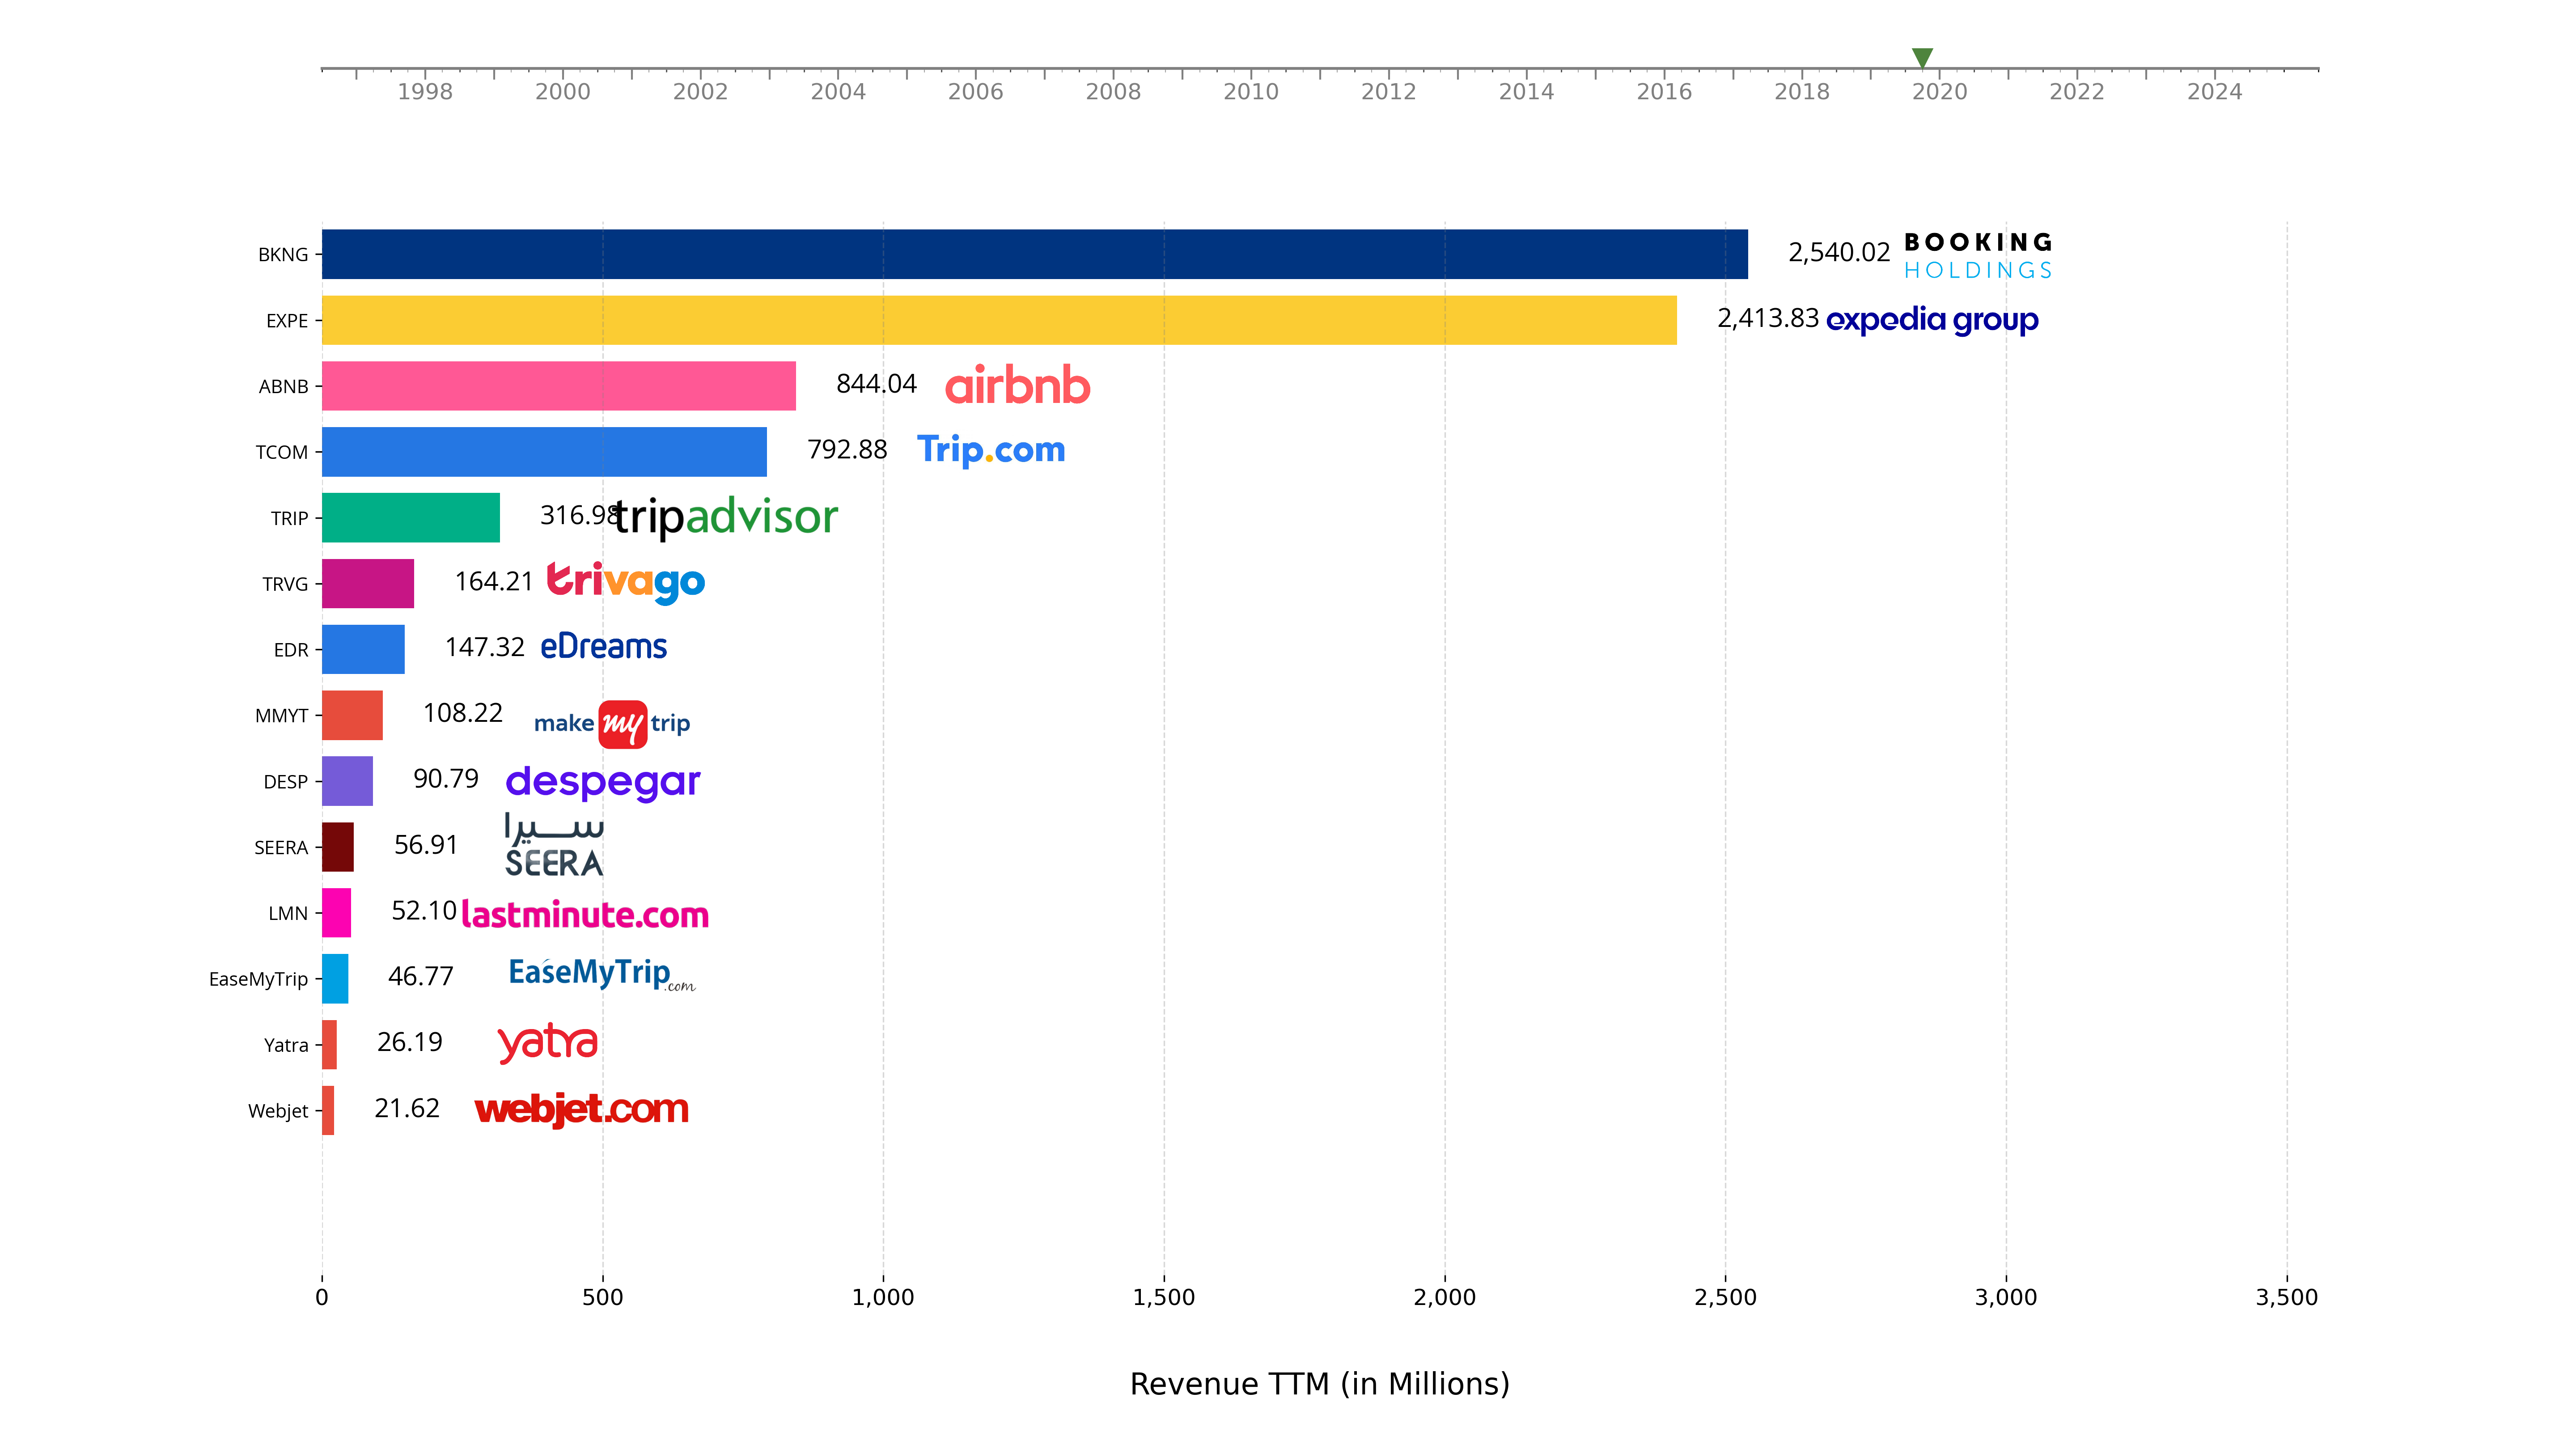 1998 2000 2002 2004 2006 2008 2010 2012 2014 2016 2018 2020 2022 2024
BKNG 2,540.02 BOOKING
HOLDINGS
EXPE 2,413.83 expedia group
ABNB 844.04 airbnb
TCOM 792.88 Trip.com
TRIP 316.98 tripadvisor
TRVG 164.21 trivago
EDR 147.32 eDreams
MMYT 108.22 make my trip
DESP 90.79 despegar
سيرا
SEERA 56.91 SEERA
LMN 52.10 lastminute.com
EaseMyTrip 46.77 EaseMyTrip.com
Yatra 26.19 yatra
Webjet 21.62 webjet.com
0 500 1,000 1,500 2,000 2,500 3,000 3,500
Revenue TTM (in Millions)